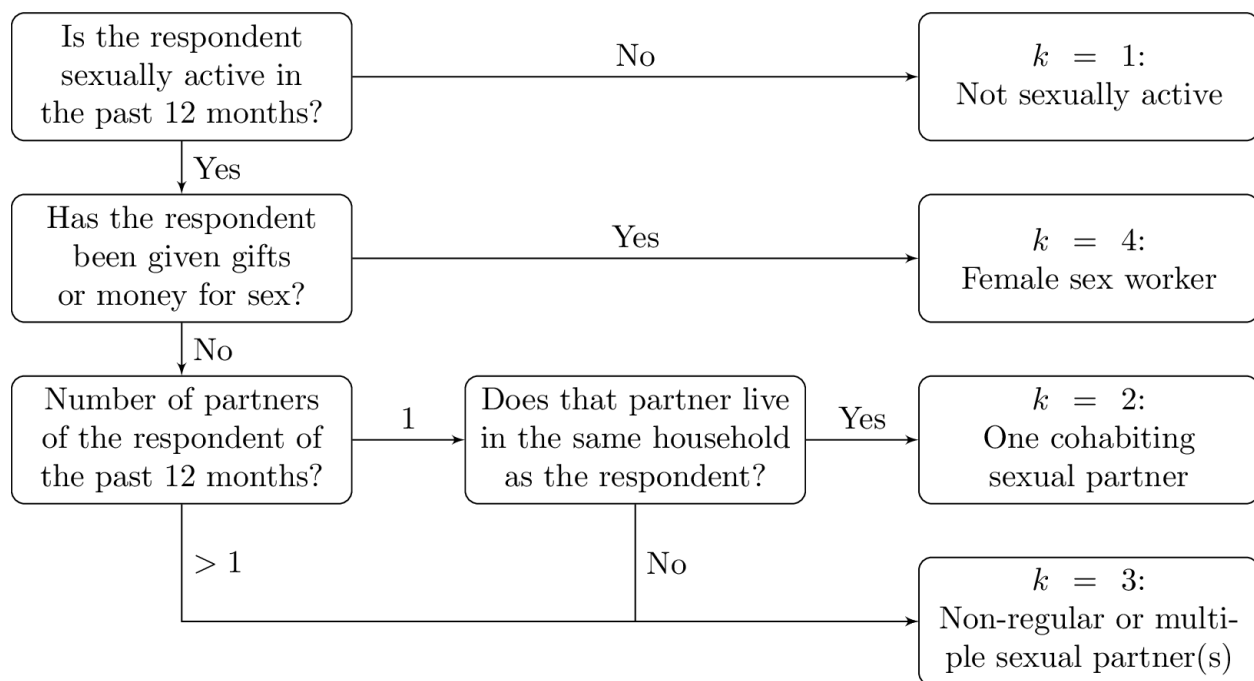 Is the respondent
sexually active in
the past 12 months?
No
k = 1:
Not sexually active
Yes
Has the respondent
been given gifts
or money for sex?
Yes
k = 4:
Female sex worker
No
Number of partners
of the respondent of
the past 12 months?
1
Does that partner live
in the same household
as the respondent?
Yes
k = 2:
One cohabiting
sexual partner
> 1
No
k = 3:
Non-regular or multi-
ple sexual partner(s)